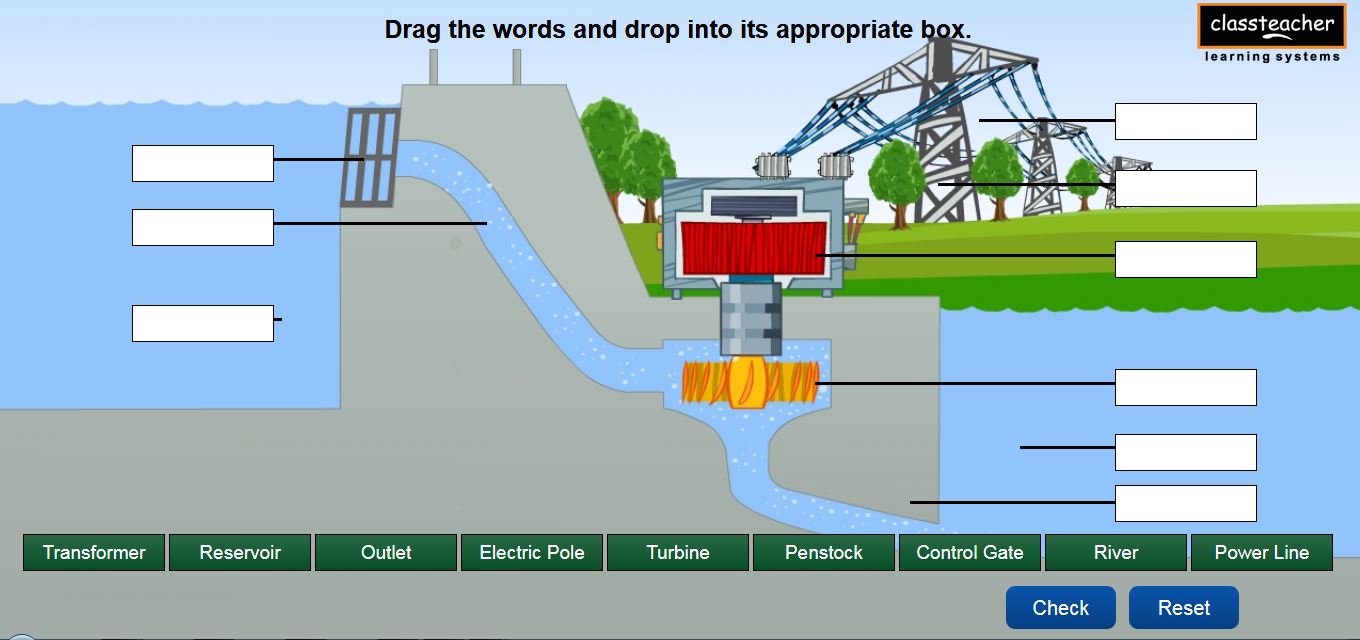 Drag the words and drop into its appropriate box.
classteacher
learning systems
Transformer
Reservoir
Outlet
Electric Pole
Turbine
Penstock
Control Gate
River
Power Line
Check
Reset